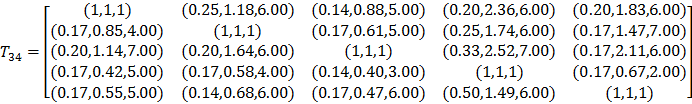 (1,1,1) (0.25,1.18,6.00) (0.14,0.88,5.00) (0.20,2.36,6.00) (0.20,1.83,6.00)
(0.17,0.85,4.00) (1,1,1) (0.17,0.61,5.00) (0.25,1.74,6.00) (0.17,1.47,7.00)
T34 = (0.20,1.14,7.00) (0.20,1.64,6.00) (1,1,1) (0.33,2.52,7.00) (0.17,2.11,6.00)
(0.17,0.42,5.00) (0.17,0.58,4.00) (0.14,0.40,3.00) (1,1,1) (0.17,0.67,2.00)
(0.17,0.55,5.00) (0.14,0.68,6.00) (0.17,0.47,6.00) (0.50,1.49,6.00) (1,1,1)